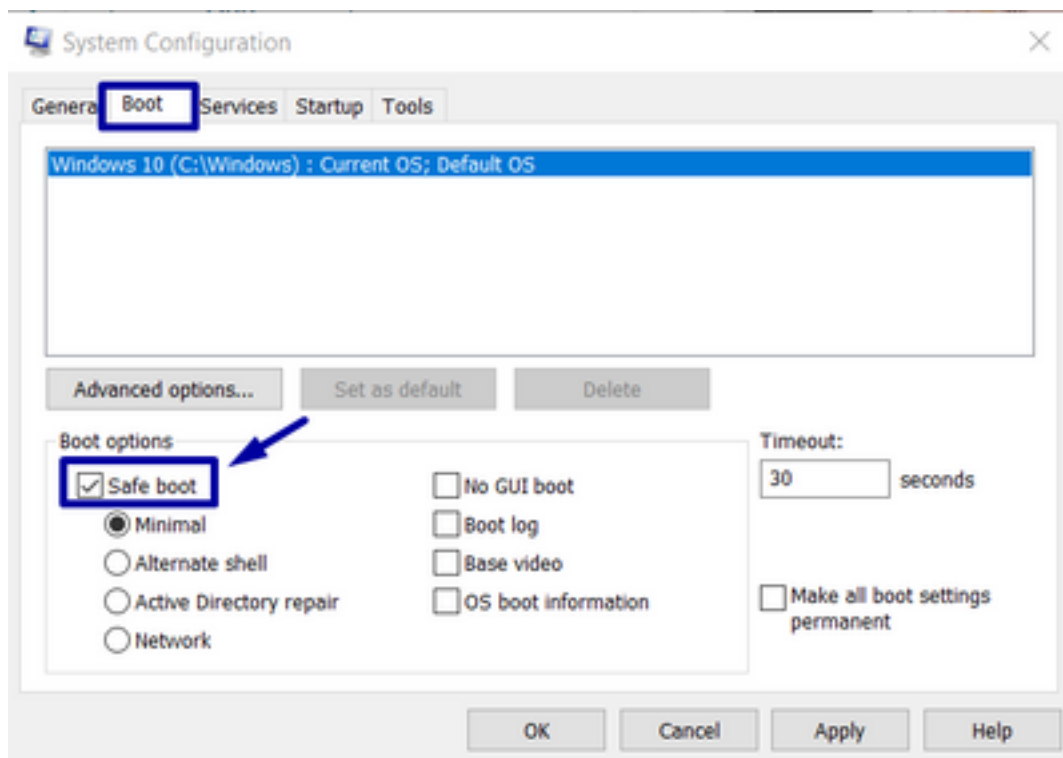 System Configuration
Genera Boot Services Startup Tools
Windows 10 (C:\Windows) : Current OS; Default OS
Advanced options... Set as default Delete
Boot options Timeout:
Safe boot No GUI boot 30 seconds
Minimal Boot log
Alternate shell Base video
Active Directory repair OS boot information Make all boot settings
permanent
Network
OK Cancel Apply Help